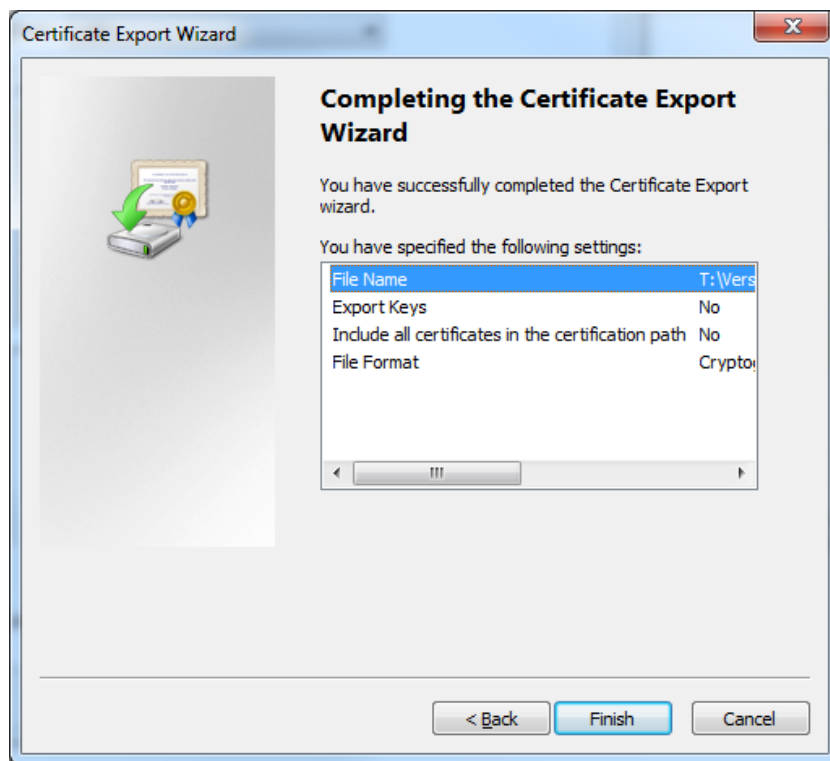 Certificate Export Wizard
Completing the Certificate Export
Wizard
You have successfully completed the Certificate Export
wizard.
You have specified the following settings:
File Name T:\Vers
Export Keys No
Include all certificates in the certification path No
File Format Cryptog
< Back Finish Cancel